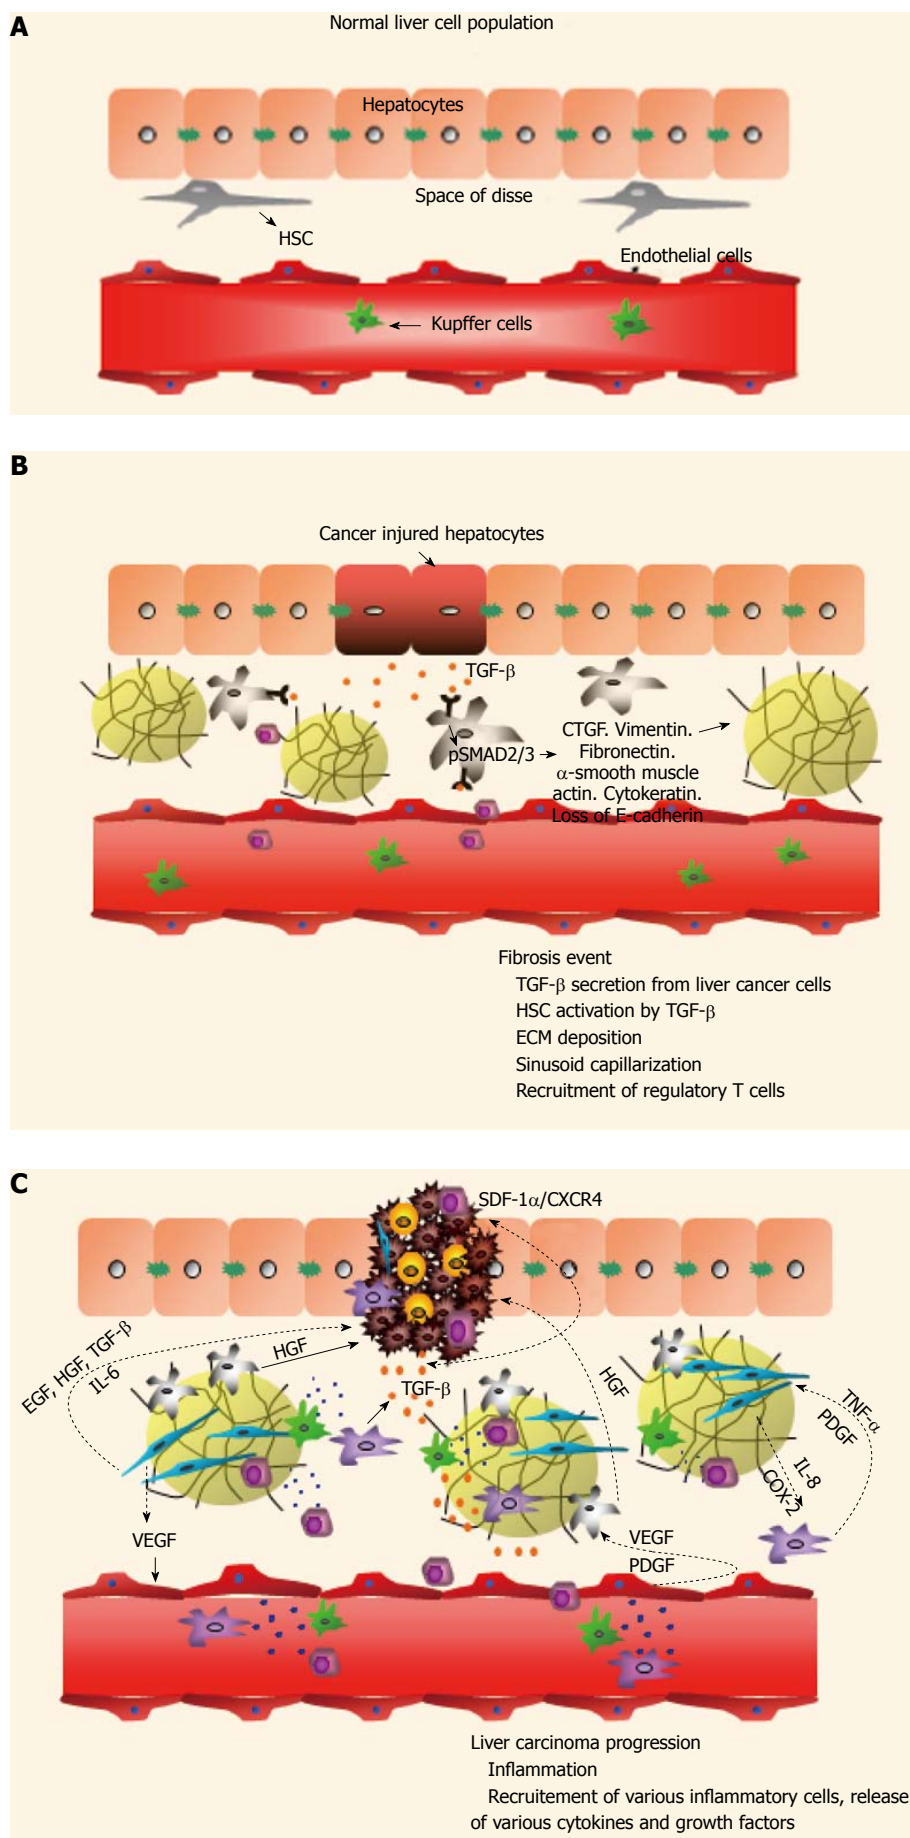 A
Normal liver cell population
Hepatocytes
Space of disse
HSC
Endothelial cells
Kupffer cells
B
Cancer injured hepatocytes
TGF-β
pSMAD2/3
CTGF. Vimentin.
Fibronectin.
α-smooth muscle
actin. Cytokeratin.
Loss of E-cadherin
Fibrosis event
TGF-β secretion from liver cancer cells
HSC activation by TGF-β
ECM deposition
Sinusoid capillarization
Recruitment of regulatory T cells
C
SDF-1α/CXCR4
EGF, HGF, TGF-β
IL-6
HGF
TGF-β
HGF
TNF-α
PDGF
IL-8
COX-2
VEGF
VEGF
PDGF
Liver carcinoma progression
Inflammation
Recruitement of various inflammatory cells, release
of various cytokines and growth factors